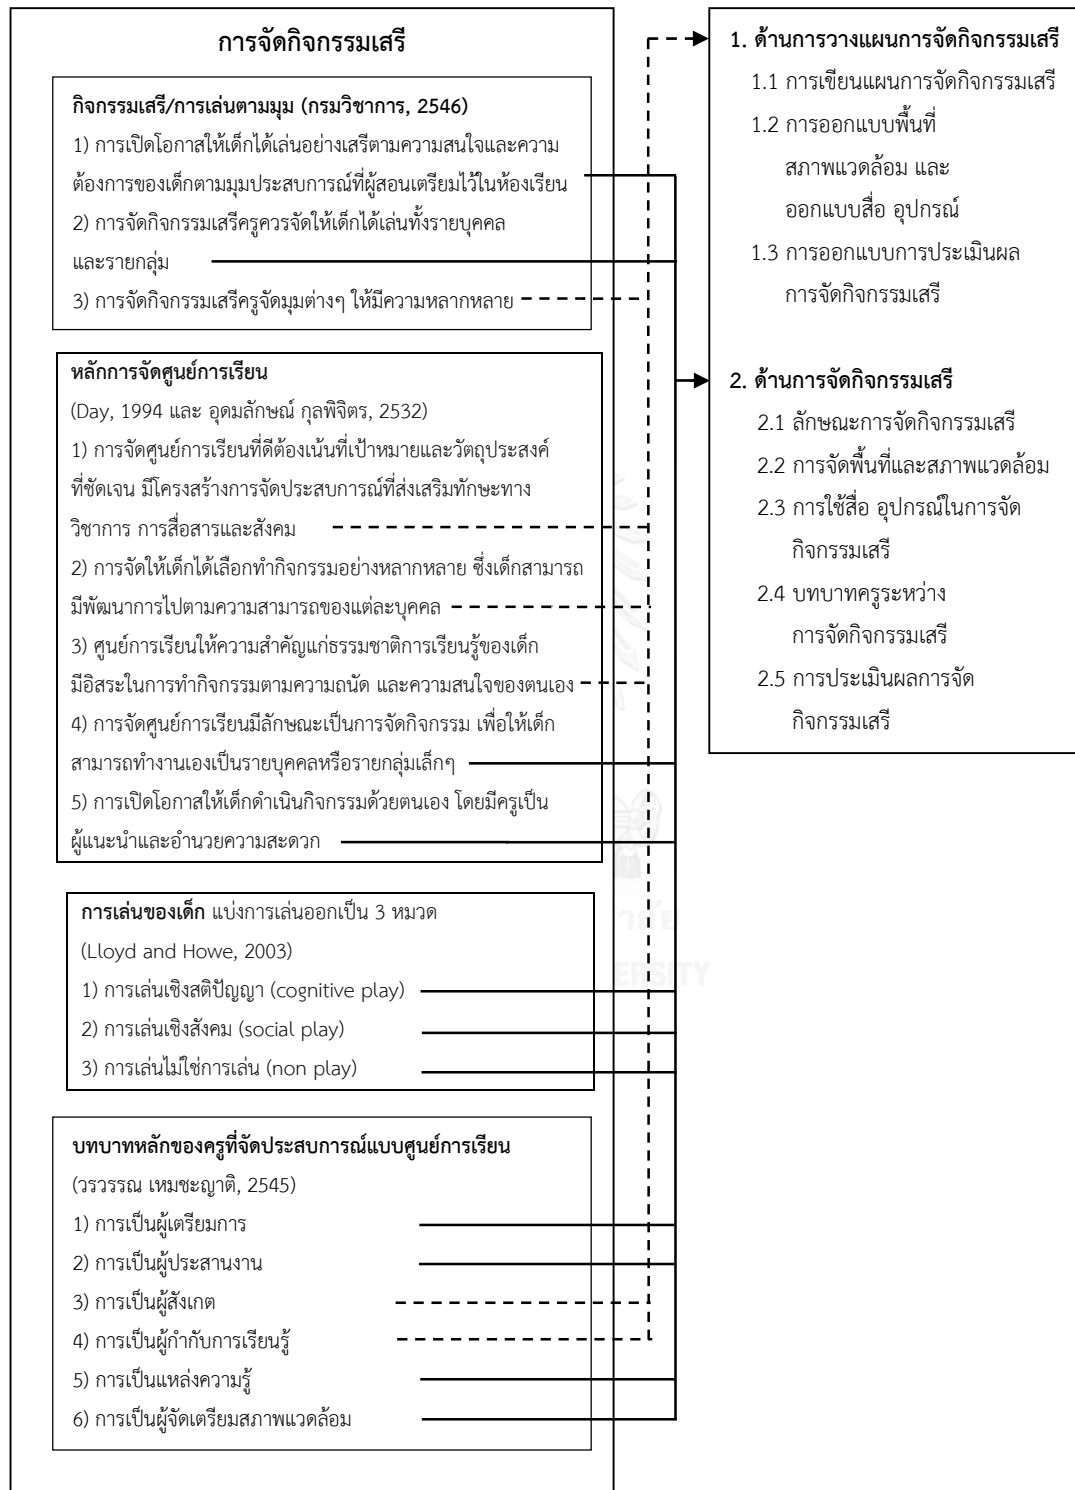 การจัดกิจกรรมเสรี
กิจกรรมเสรี/การเล่นตามมุม (กรมวิชาการ, 2546)
1) การเปิดโอกาสให้เด็กได้เล่นอย่างเสรีตามความสนใจและความ
ต้องการของเด็กตามมุมประสบการณ์ที่ผู้สอนเตรียมไว้ในห้องเรียน
2) การจัดกิจกรรมเสรีครูควรจัดให้เด็กได้เล่นทั้งรายบุคคล
และรายกลุ่ม
3) การจัดกิจกรรมเสรีครูจัดมุมต่างๆ ให้มีความหลากหลาย
หลักการจัดศูนย์การเรียน
(Day, 1994 และ อุดมลักษณ์ กุลพิจิตร, 2532)
1) การจัดศูนย์การเรียนที่ดีต้องเน้นที่เป้าหมายและวัตถุประสงค์
ที่ชัดเจน มีโครงสร้างการจัดประสบการณ์ที่ส่งเสริมทักษะทาง
วิชาการ การสื่อสารและสังคม
2) การจัดให้เด็กได้เลือกทำกิจกรรมอย่างหลากหลาย ซึ่งเด็กสามารถ
มีพัฒนาการไปตามความสามารถของแต่ละบุคคล
3) ศูนย์การเรียนให้ความสำคัญแก่ธรรมชาติการเรียนรู้ของเด็ก
มีอิสระในการทำกิจกรรมตามความถนัด และความสนใจของตนเอง
4) การจัดศูนย์การเรียนมีลักษณะเป็นการจัดกิจกรรม เพื่อให้เด็ก
สามารถทำงานเองเป็นรายบุคคลหรือรายกลุ่มเล็กๆ
5) การเปิดโอกาสให้เด็กดำเนินกิจกรรมด้วยตนเอง โดยมีครูเป็น
ผู้แนะนำและอำนวยความสะดวก
การเล่นของเด็ก แบ่งการเล่นออกเป็น 3 หมวด
(Lloyd and Howe, 2003)
1) การเล่นเชิงสติปัญญา (cognitive play)
2) การเล่นเชิงสังคม (social play)
3) การเล่นไม่ใช่การเล่น (non play)
บทบาทหลักของครูที่จัดประสบการณ์แบบศูนย์การเรียน
(วรวรรณ เหมชะญาติ, 2545)
1) การเป็นผู้เตรียมการ
2) การเป็นผู้ประสานงาน
3) การเป็นผู้สังเกต
4) การเป็นผู้กำกับการเรียนรู้
5) การเป็นแหล่งความรู้
6) การเป็นผู้จัดเตรียมสภาพแวดล้อม
1. ด้านการวางแผนการจัดกิจกรรมเสรี
1.1 การเขียนแผนการจัดกิจกรรมเสรี
1.2 การออกแบบพื้นที่
สภาพแวดล้อม และ
ออกแบบสื่อ อุปกรณ์
1.3 การออกแบบการประเมินผล
การจัดกิจกรรมเสรี
2. ด้านการจัดกิจกรรมเสรี
2.1 ลักษณะการจัดกิจกรรมเสรี
2.2 การจัดพื้นที่และสภาพแวดล้อม
2.3 การใช้สื่อ อุปกรณ์ในการจัด
กิจกรรมเสรี
2.4 บทบาทครูระหว่าง
การจัดกิจกรรมเสรี
2.5 การประเมินผลการจัด
กิจกรรมเสรี